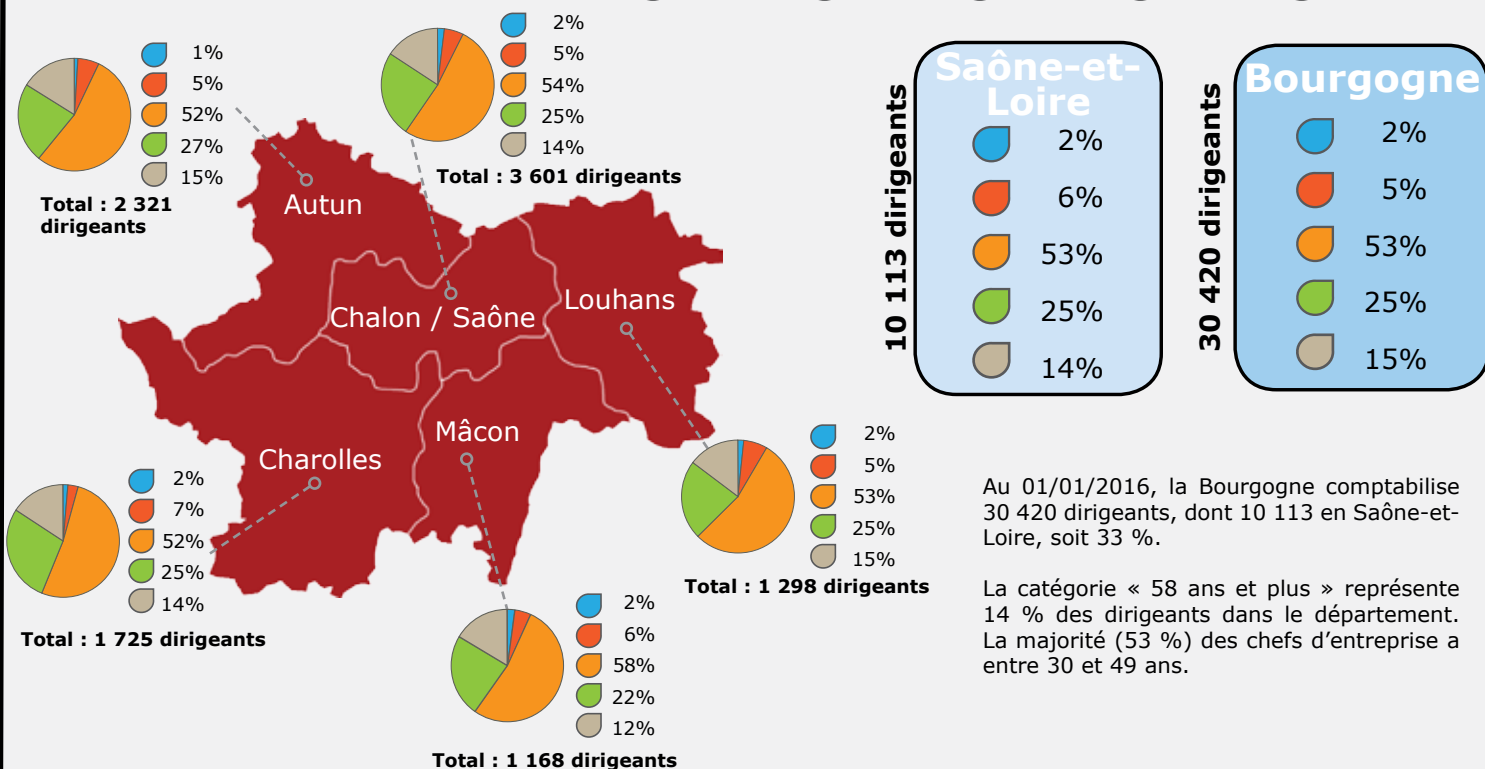 1%
5%
52%
27%
15%
Total : 2 321
dirigeants
2%
5%
54%
25%
14%
Total : 3 601 dirigeants
Autun
Chalon / Saône
Louhans
Charolles
Mâcon
2%
7%
52%
25%
14%
Total : 1 725 dirigeants
2%
6%
58%
22%
12%
Total : 1 168 dirigeants
2%
5%
53%
25%
15%
Total : 1 298 dirigeants
10 113 dirigeants
Saône-et-
Loire
2%
6%
53%
25%
14%
30 420 dirigeants
Bourgogne
2%
5%
53%
25%
15%
Au 01/01/2016, la Bourgogne comptabilise
30 420 dirigeants, dont 10 113 en Saône-et-
Loire, soit 33 %.
La catégorie « 58 ans et plus » représente
14 % des dirigeants dans le département.
La majorité (53 %) des chefs d’entreprise a
entre 30 et 49 ans.